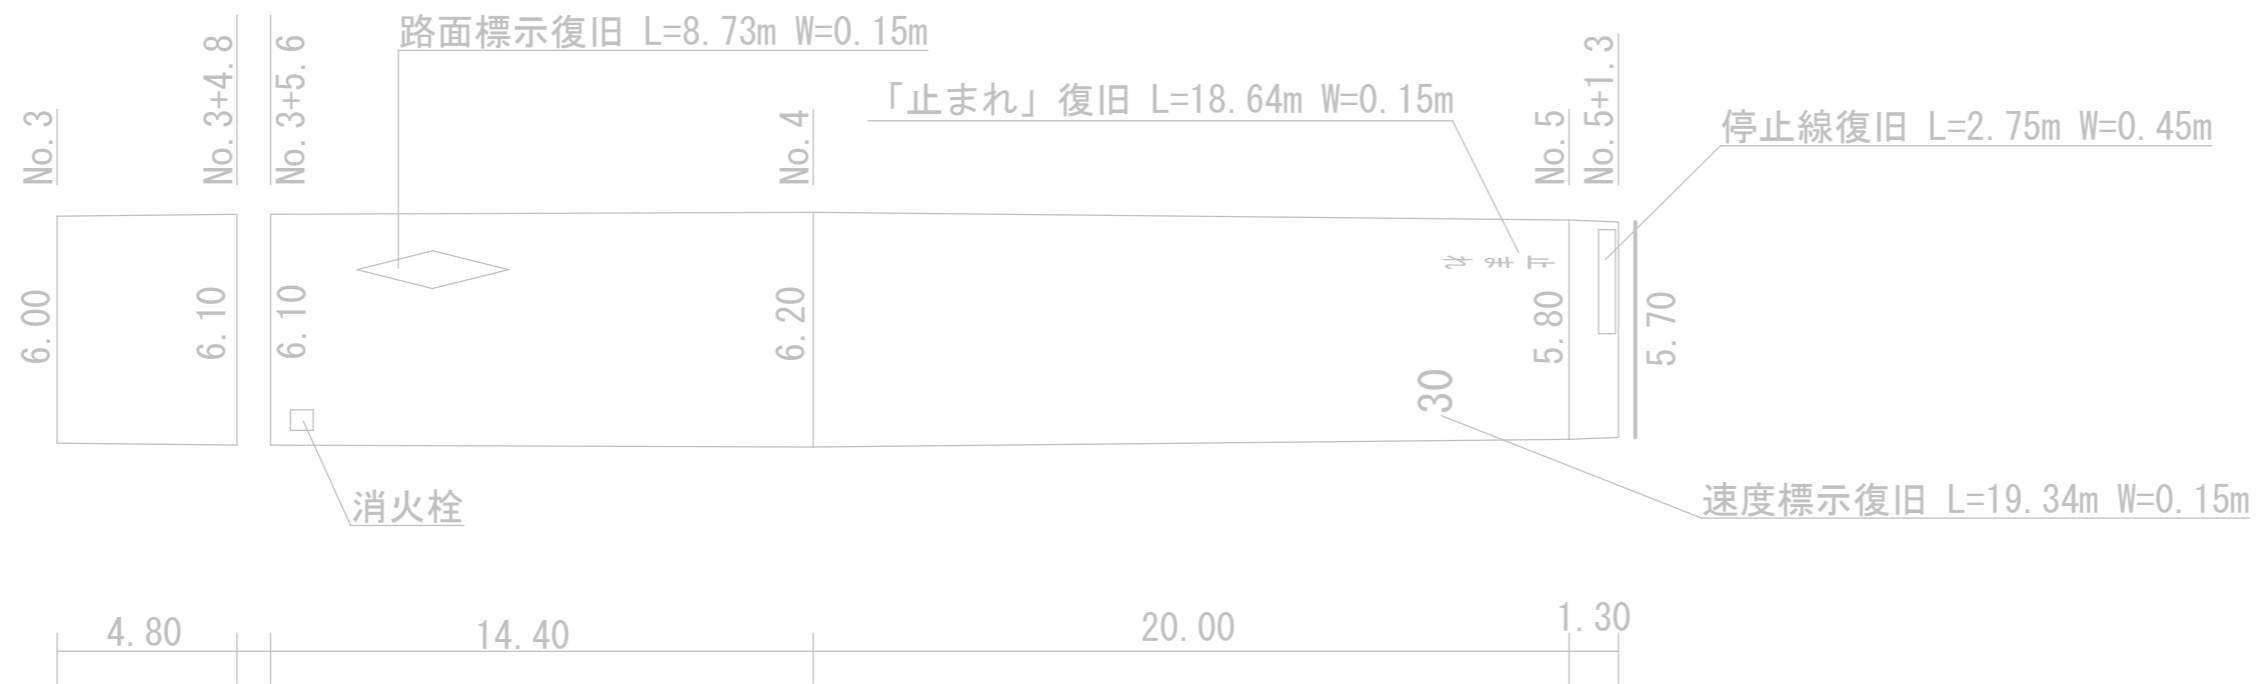 路面標示復旧 L=8.73m W=0.15m
「止まれ」復旧 L=18.64m W=0.15m
停止線復旧 L=2.75m W=0.45m
No.3
No.3+4.8
No.3+5.6
No.4
No.5
No.5+1.3
止まれ
6.00
6.10
6.10
6.20
5.80
5.70
30
消火栓
速度標示復旧 L=19.34m W=0.15m
4.80
14.40
20.00
1.30